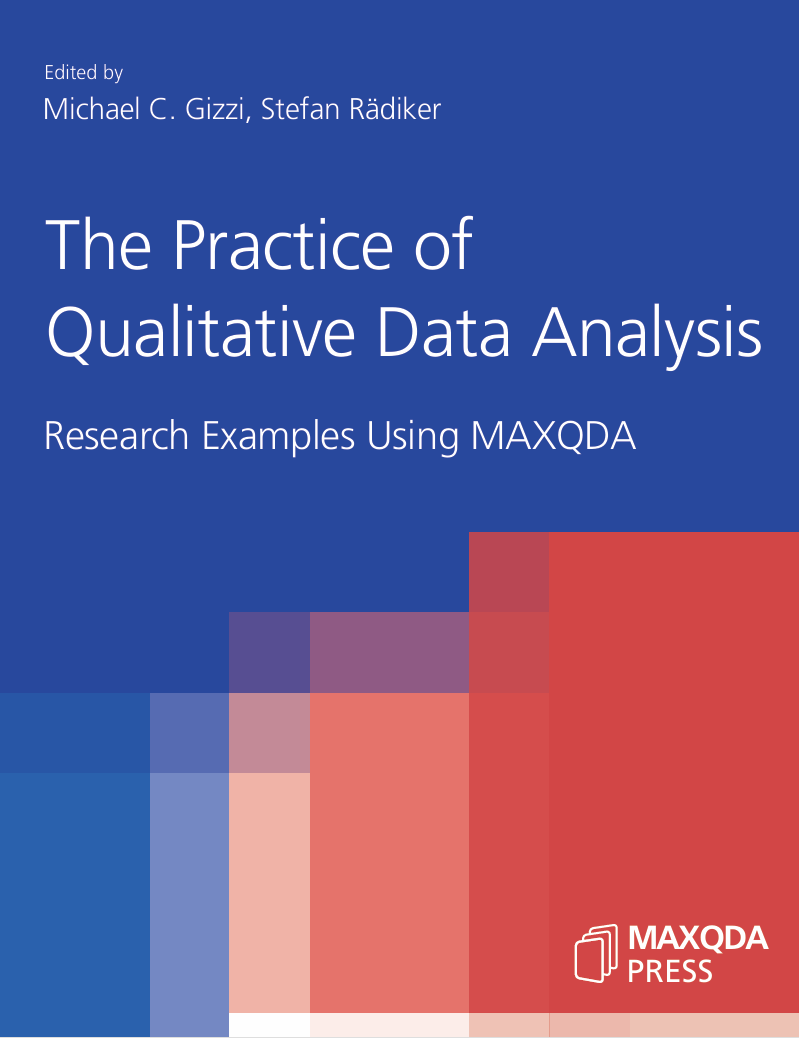 Edited by
Michael C. Gizzi, Stefan Rädiker
The Practice of
Qualitative Data Analysis
Research Examples Using MAXQDA
MAXQDA
PRESS